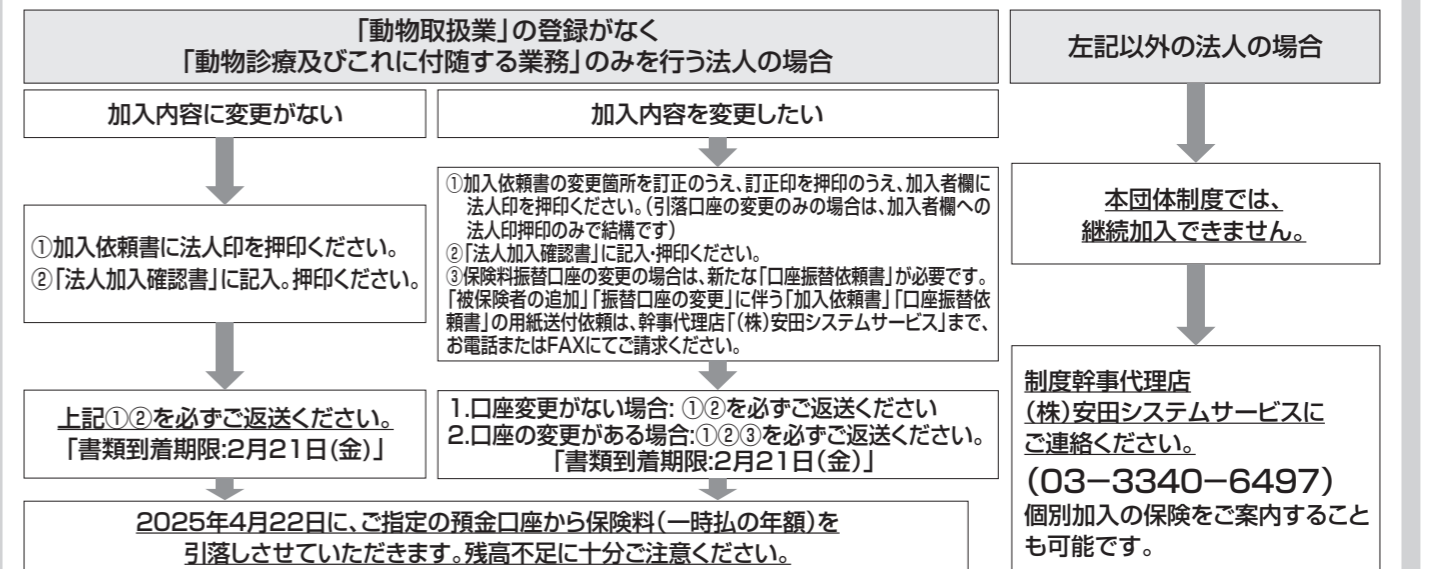 「動物取扱業」の登録がなく
「動物診療及びこれに付随する業務」のみを行う法人の場合
左記以外の法人の場合
加入内容に変更がない
加入内容を変更したい
①加入依頼書に法人印を押印ください。
②「法人加入確認書」に記入。押印ください。
①加入依頼書の変更箇所を訂正のうえ、訂正印を押印のうえ、加入者欄に
法人印を押印ください。(引落口座の変更のみの場合は、加入者欄への
法人印押印のみで結構です)
②「法人加入確認書」に記入・押印ください。
③保険料振替口座の変更の場合は、新たな「口座振替依頼書」が必要です。
「被保険者の追加」「振替口座の変更」に伴う「加入依頼書」「口座振替依
頼書」の用紙送付依頼は、幹事代理店「(株)安田システムサービス」まで、
お電話またはFAXにてご請求ください。
本団体制度では、
継続加入できません。
上記①②を必ずご返送ください。
「書類到着期限:2月21日(金)」
1.口座変更がない場合: ①②を必ずご返送ください
2.口座の変更がある場合:①②③を必ずご返送ください。
「書類到着期限:2月21日(金)」
制度幹事代理店
(株)安田システムサービスに
ご連絡ください。
(03−3340−6497)
個別加入の保険をご案内すること
も可能です。
2025年4月22日に、ご指定の預金口座から保険料(一時払の年額)を
引落しさせていただきます。残高不足に十分ご注意ください。